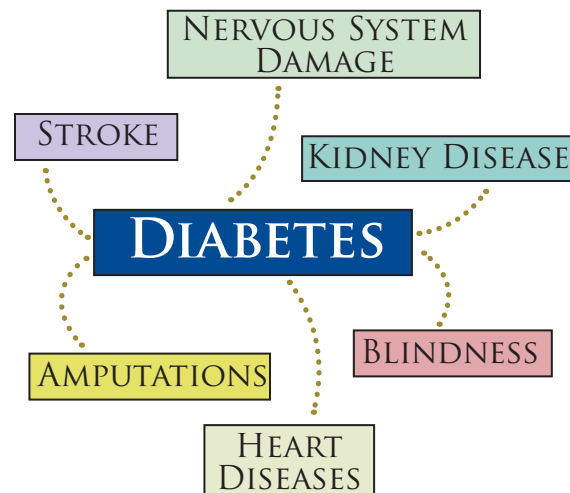 NERVOUS SYSTEM
DAMAGE
STROKE
KIDNEY DISEASE
DIABETES
BLINDNESS
AMPUTATIONS
HEART
DISEASES